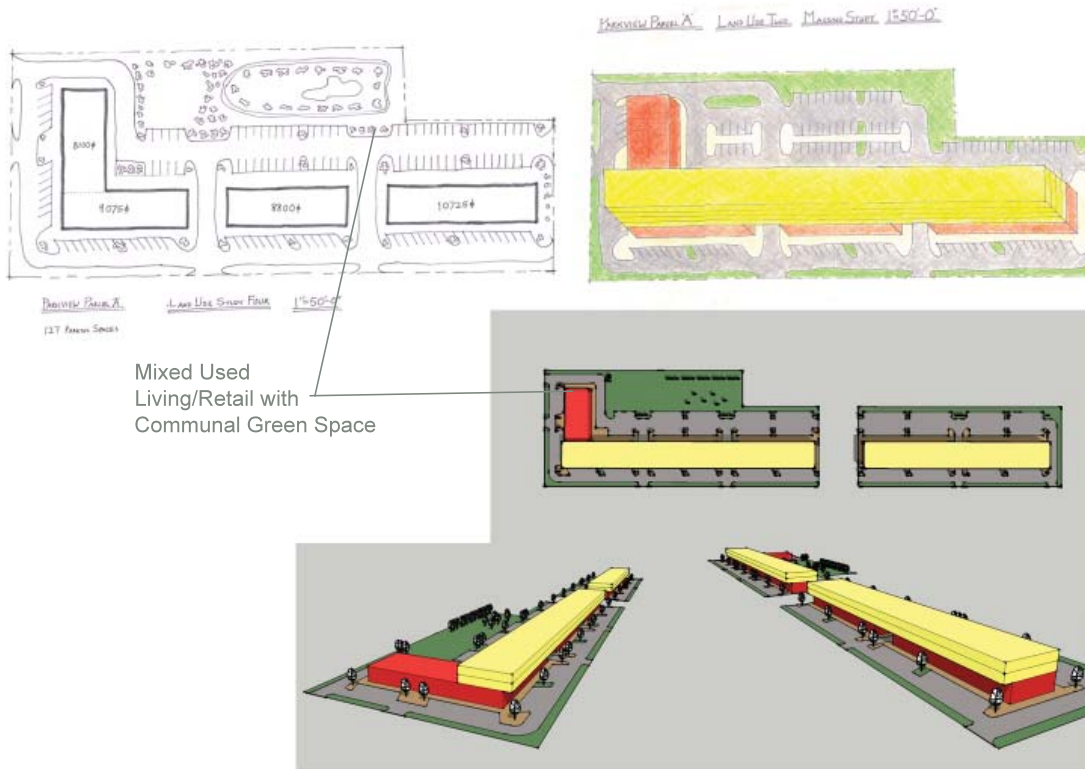 PARKVIEW PARCEL 'A' LAND USE TWO MASSING STUDY 1"=50'-0"
8100⌀
9075⌀
8800⌀
10725⌀
PARKVIEW PARCEL 'A' LAND USE STUDY FOUR 1"=50'-0"
127 PARKING SPACES
Mixed Used
Living/Retail with
Communal Green Space